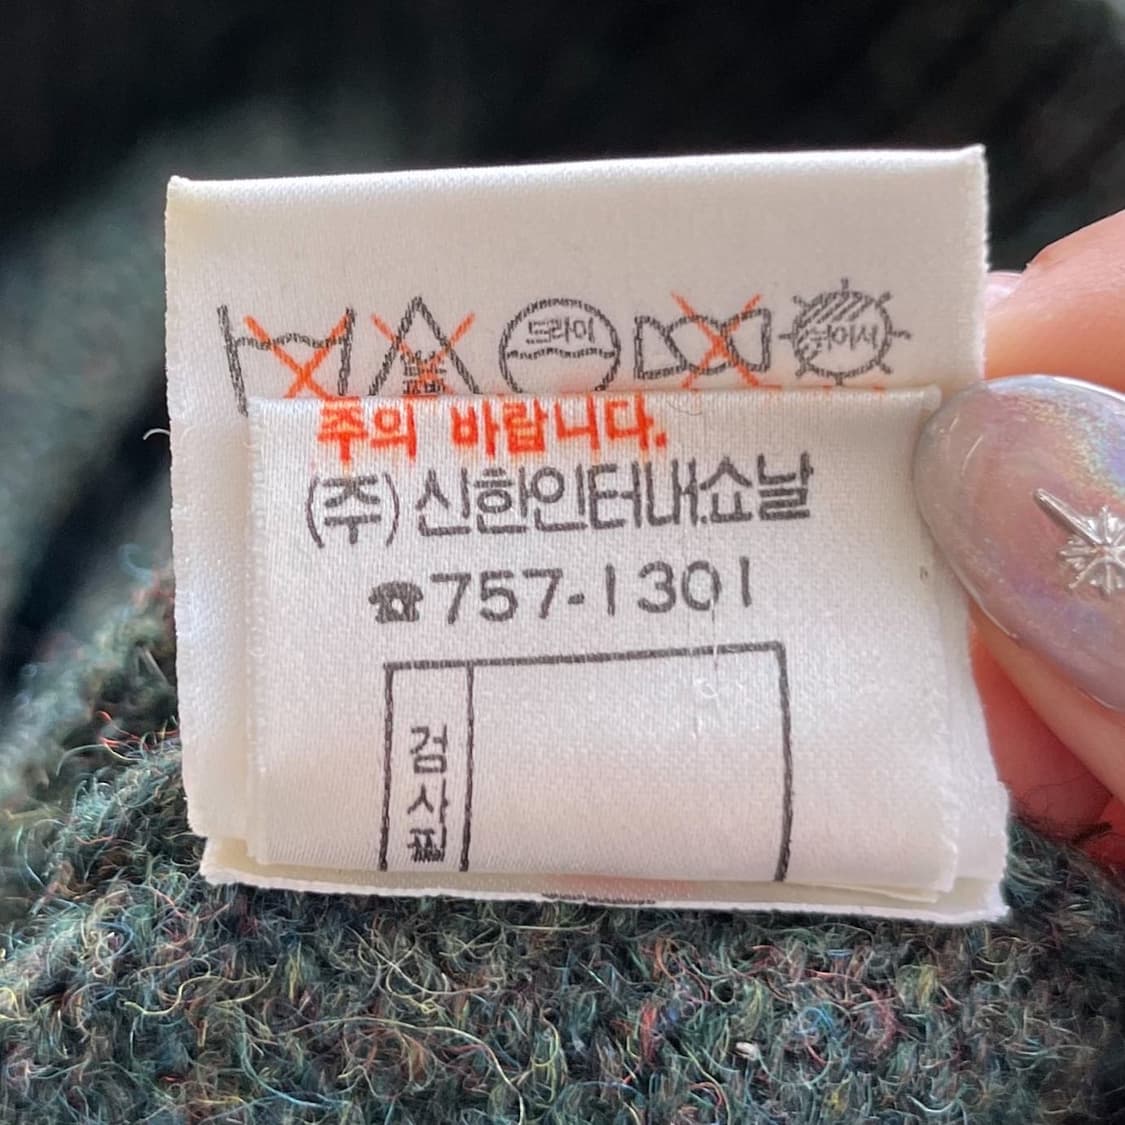 드라이 뉘어서
주의 바랍니다.
(주)신한인터내쇼날
☎757-1301
검
사
필